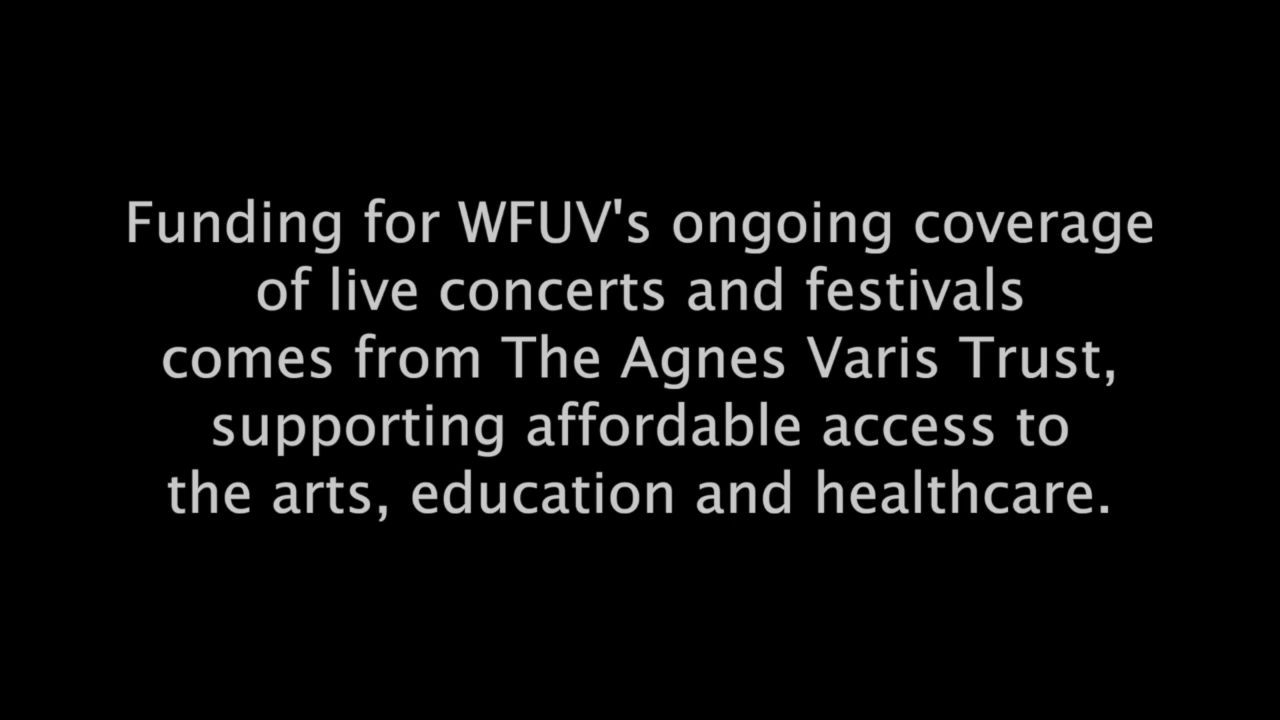 Funding for WFUV's ongoing coverage
of live concerts and festivals
comes from The Agnes Varis Trust,
supporting affordable access to
the arts, education and healthcare.